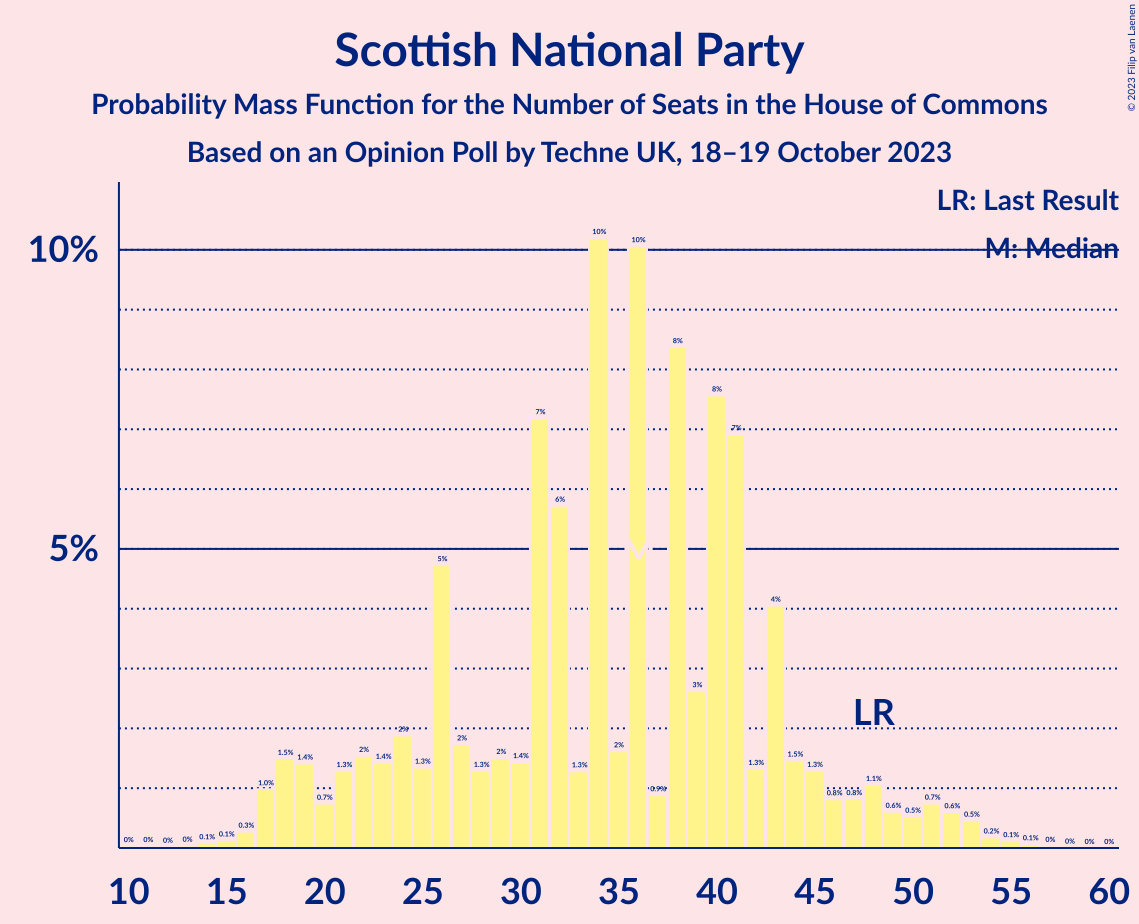 Scottish National Party
Probability Mass Function for the Number of Seats in the House of Commons
Based on an Opinion Poll by Techne UK, 18–19 October 2023
© 2023 Filip van Laenen
LR: Last Result
M: Median
10%
5%
0% 0% 0% 0% 0.1% 0.1% 0.3% 1.0% 1.5% 1.4% 0.7% 1.3% 2% 1.4% 2% 1.3% 5% 2% 1.3% 2% 1.4% 7% 6% 1.3% 10% 2% 10% 0.9% 8% 3% 8% 7% 1.3% 4% 1.5% 1.3% 0.8% 0.8% 1.1% 0.6% 0.5% 0.7% 0.6% 0.5% 0.2% 0.1% 0.1% 0% 0% 0% 0%
M
LR
10 15 20 25 30 35 40 45 50 55 60